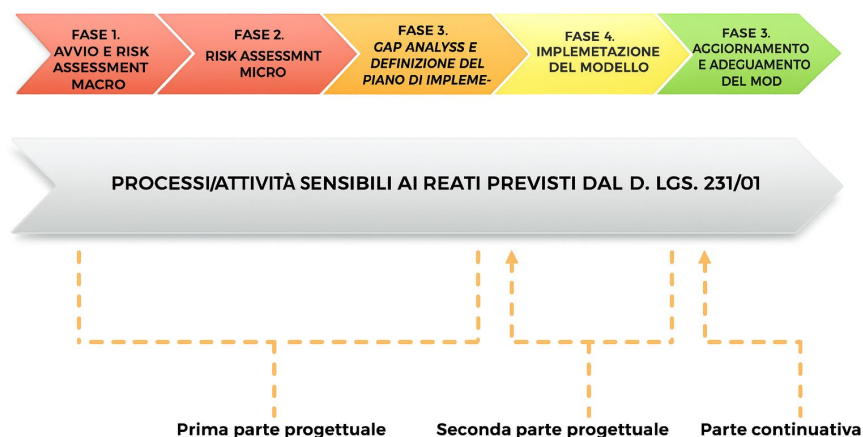 FASE 1.
AVVIO E RISK
ASSESSMENT
MACRO
FASE 2.
RISK ASSESSMNT
MICRO
FASE 3.
GAP ANALYSS E
DEFINIZIONE DEL
PIANO DI IMPLEME-
FASE 4.
IMPLEMETAZIONE
DEL MODELLO
FASE 3.
AGGIORNAMENTO
E ADEGUAMENTO
DEL MOD
PROCESSI/ATTIVITÀ SENSIBILI AI REATI PREVISTI DAL D. LGS. 231/01
Prima parte progettuale
Seconda parte progettuale
Parte continuativa